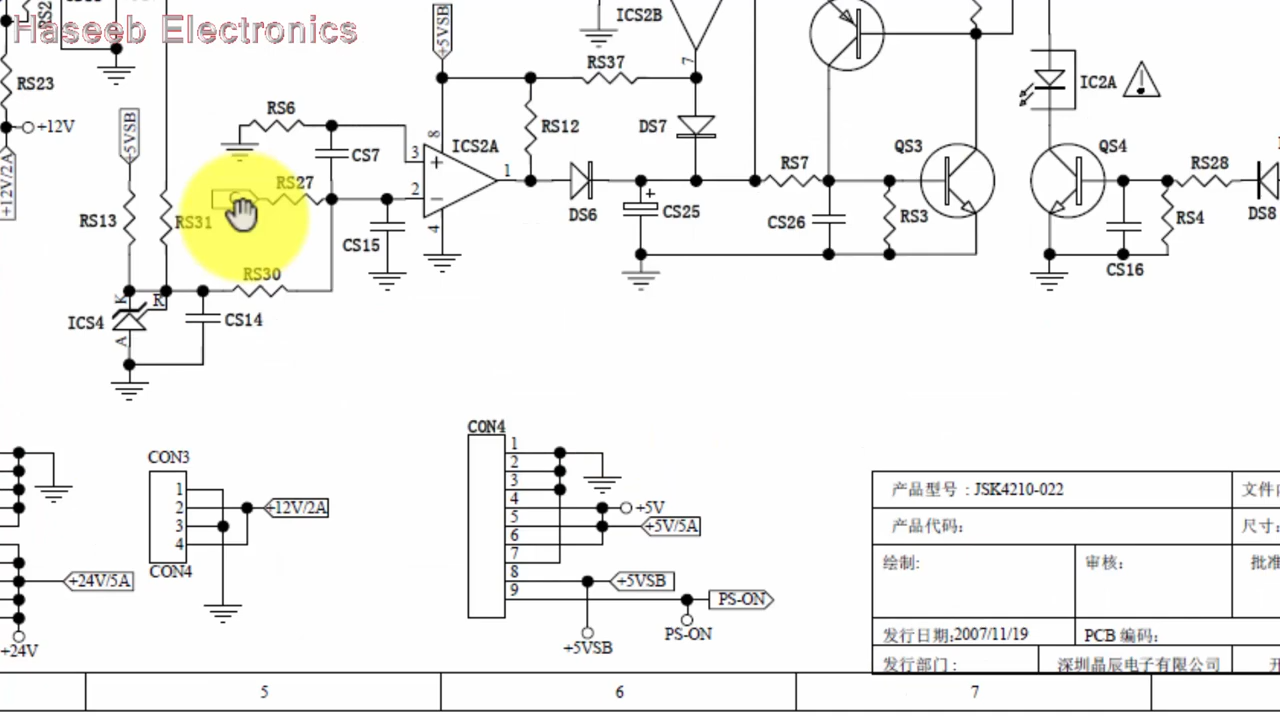 Haseeb Electronics
+5VSB
ICS2B
7
RS23
+12V
+12V/2A
RS37
IC2A
RS6
+5VSB
8
ICS2A
RS12
DS7
QS3
QS4
CS7
3
+
1
RS7
RS28
RS27
2
−
+
RS13
RS31
CS15
4
DS6
CS25
CS26
RS3
RS4
DS8
RS30
CS16
K
R
ICS4
CS14
A
CON3
1
2
3
4
+12V/2A
CON4
+24V/5A
+24V
CON4
1
2
3
4
+5V
5
+5V/5A
6
7
8
+5VSB
9
PS-ON
PS-ON
+5VSB
产品型号 : JSK4210-022
产品代码:
尺寸:
绘制:
审核:
发行日期:2007/11/19
PCB 编码:
发行部门 :
深圳晶辰电子有限公司
5
6
7